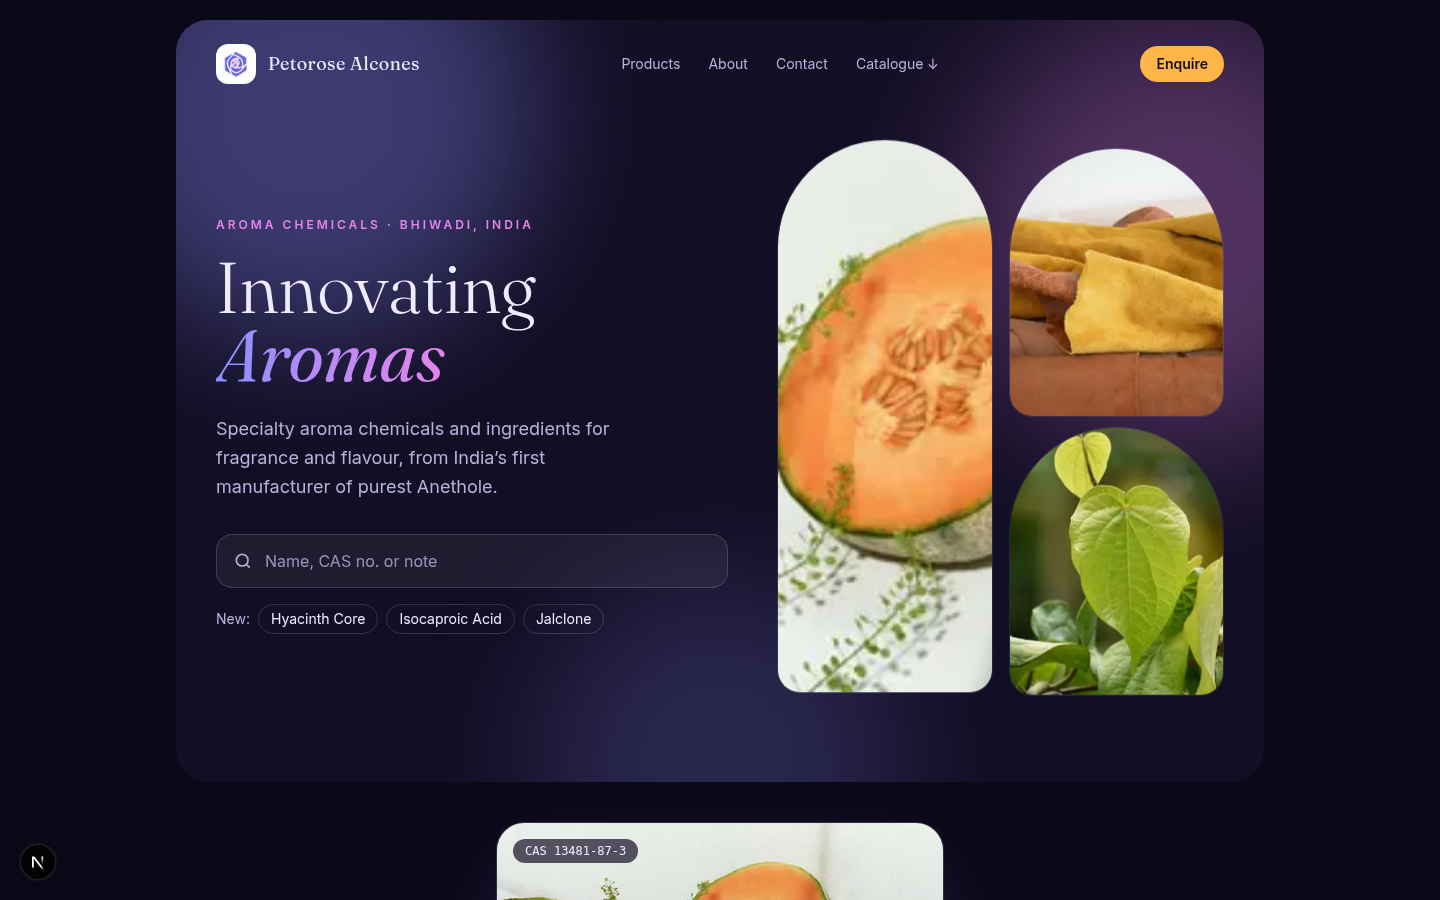 Petorose Alcones
Products
About
Contact
Catalogue ↓
Enquire
AROMA CHEMICALS · BHIWADI, INDIA
Innovating
Aromas
Specialty aroma chemicals and ingredients for
fragrance and flavour, from India’s first
manufacturer of purest Anethole.
Name, CAS no. or note
New: Hyacinth Core Isocaproic Acid Jalclone
CAS 13481-87-3
N